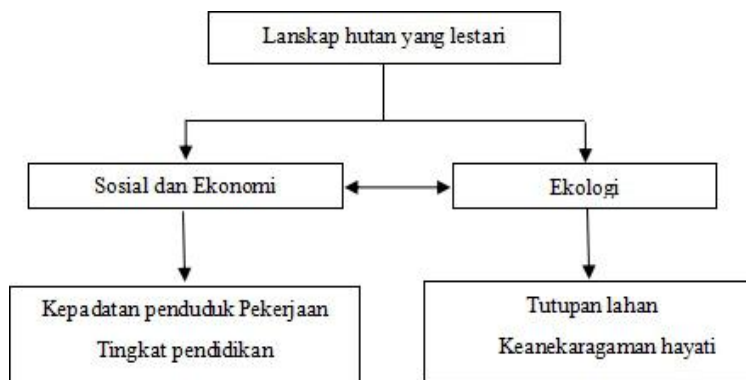 Lanskap hutan yang lestari
Sosial dan Ekonomi
Ekologi
Kepadatan penduduk Pekerjaan
Tingkat pendidikan
Tutupan lahan
Keanekaragaman hayati